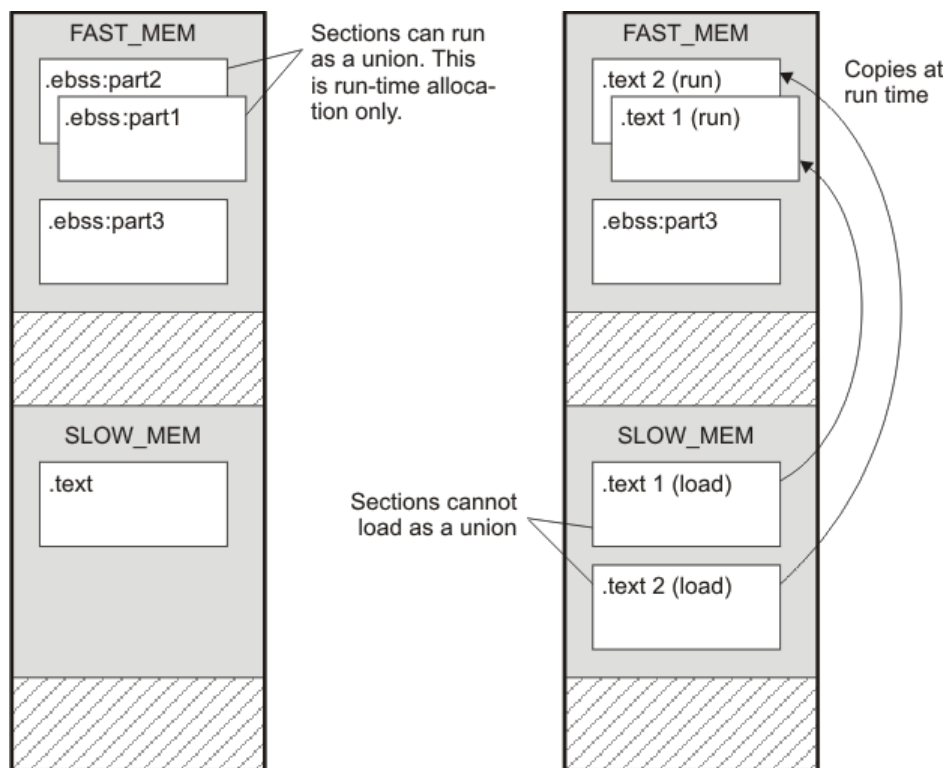 FAST_MEM
.ebss:part2
.ebss:part1
.ebss:part3
Sections can run
as a union. This
is run-time alloca-
tion only.
SLOW_MEM
.text
FAST_MEM
.text 2 (run)
.text 1 (run)
.ebss:part3
Copies at
run time
SLOW_MEM
.text 1 (load)
.text 2 (load)
Sections cannot
load as a union